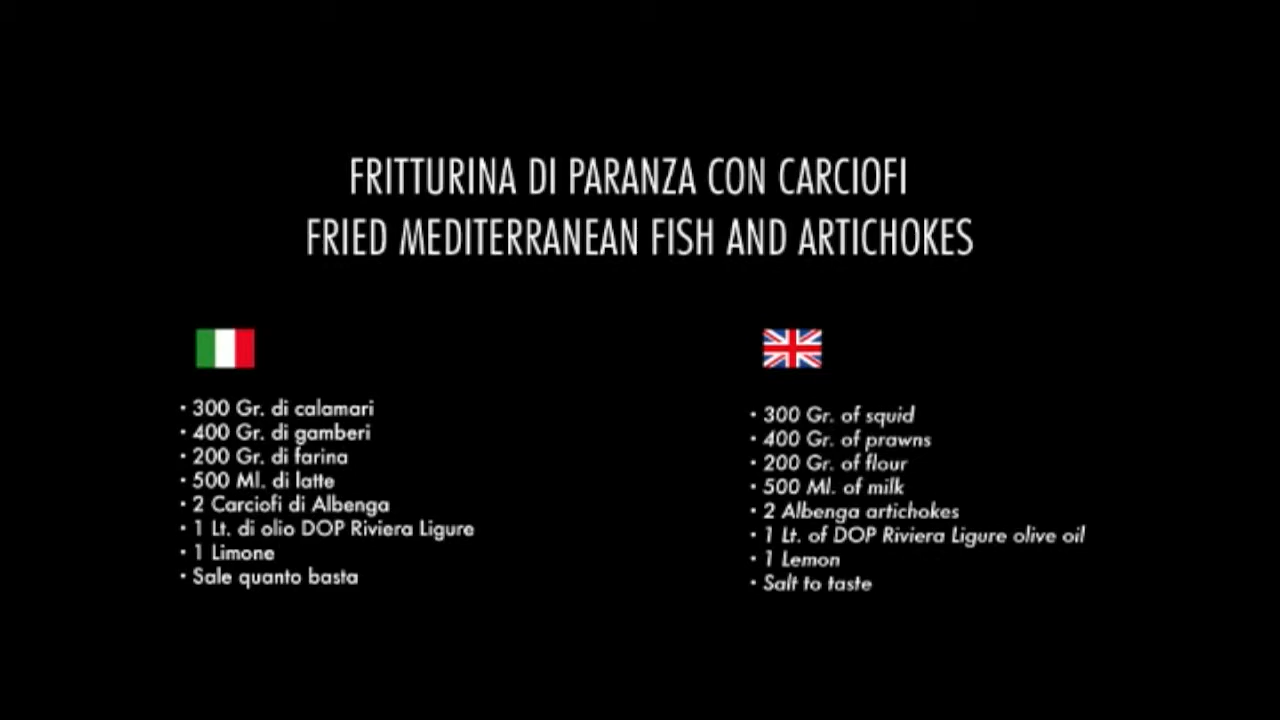 FRITTURINA DI PARANZA CON CARCIOFI
FRIED MEDITERRANEAN FISH AND ARTICHOKES
• 300 Gr. di calamari
• 400 Gr. di gamberi
• 200 Gr. di farina
• 500 Ml. di latte
• 2 Carciofi di Albenga
• 1 Lt. di olio DOP Riviera Ligure
• 1 Limone
• Sale quanto basta
• 300 Gr. of squid
• 400 Gr. of prawns
• 200 Gr. of flour
• 500 Ml. of milk
• 2 Albenga artichokes
• 1 Lt. of DOP Riviera Ligure olive oil
• 1 Lemon
• Salt to taste